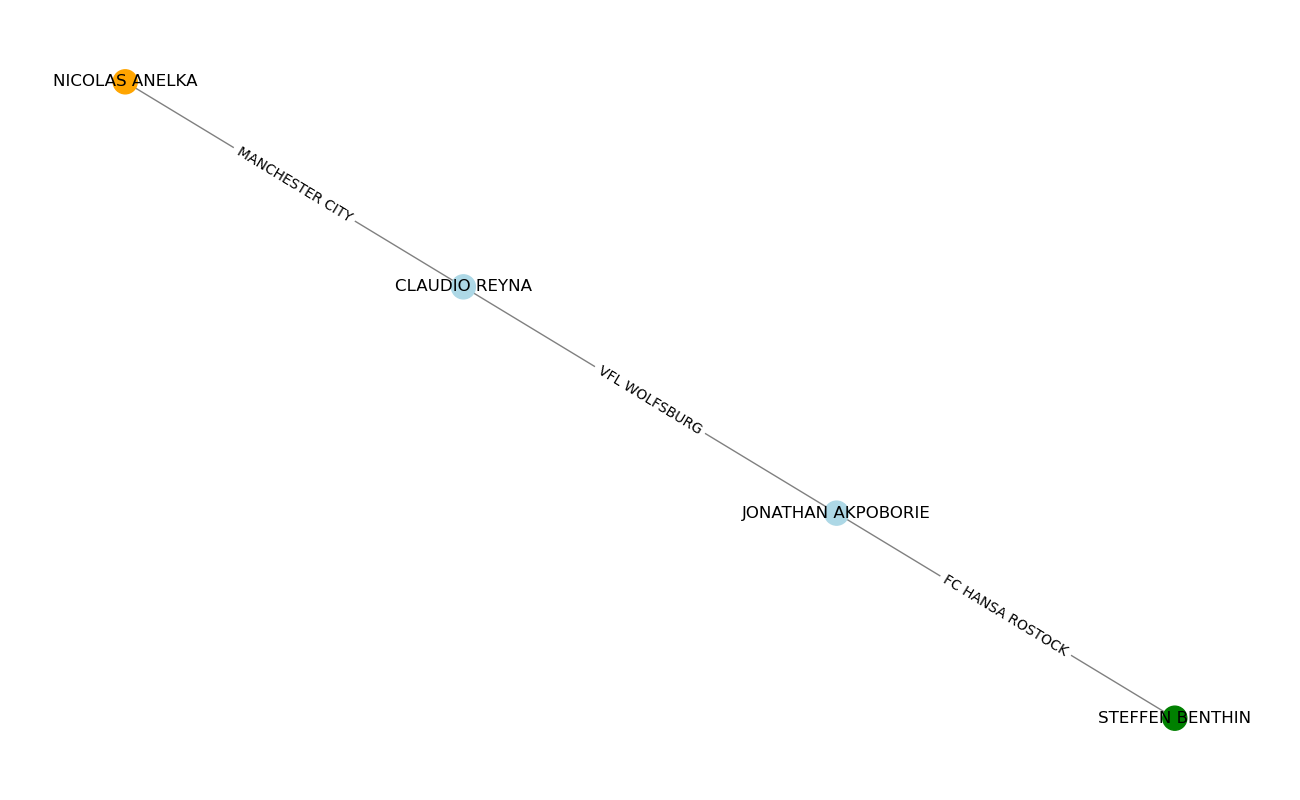 NICOLAS ANELKA
MANCHESTER CITY
CLAUDIO REYNA
VFL WOLFSBURG
JONATHAN AKPOBORIE
FC HANSA ROSTOCK
STEFFEN BENTHIN